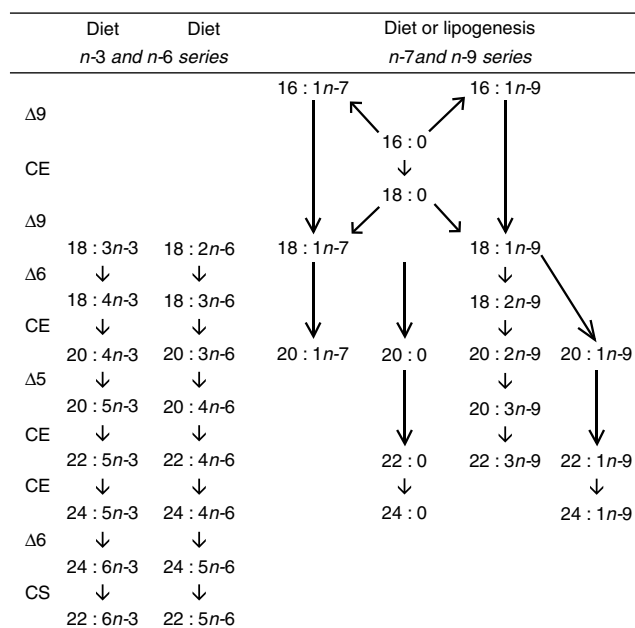 Diet Diet Diet or lipogenesis
n-3 and n-6 series n-7and n-9 series
16 : 1n-7 16 : 1n-9
Δ9
16 : 0
CE
18 : 0
Δ9
18 : 3n-3 18 : 2n-6 18 : 1n-7 18 : 1n-9
Δ6
18 : 4n-3 18 : 3n-6 18 : 2n-9
CE
20 : 4n-3 20 : 3n-6 20 : 1n-7 20 : 0 20 : 2n-9 20 : 1n-9
Δ5
20 : 5n-3 20 : 4n-6 20 : 3n-9
CE
22 : 5n-3 22 : 4n-6 22 : 0 22 : 3n-9 22 : 1n-9
CE
24 : 5n-3 24 : 4n-6 24 : 0 24 : 1n-9
Δ6
24 : 6n-3 24 : 5n-6
CS
22 : 6n-3 22 : 5n-6